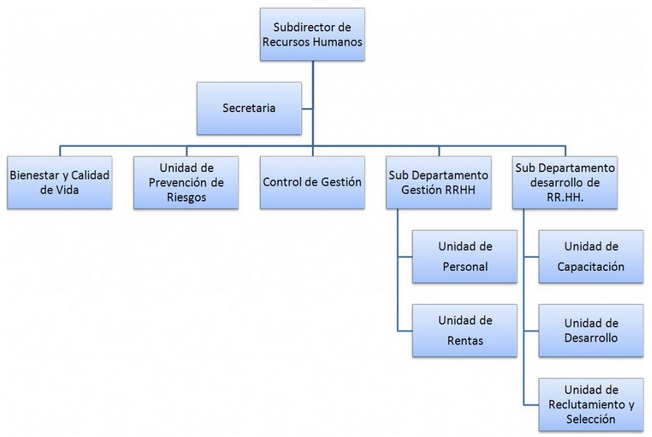 Subdirector de
Recursos Humanos
Secretaria
Bienestar y Calidad
de Vida
Unidad de
Prevención de
Riesgos
Control de Gestión
Sub Departamento
Gestión RRHH
Sub Departamento
desarrollo de
RR.HH.
Unidad de
Personal
Unidad de
Rentas
Unidad de
Capacitación
Unidad de
Desarrollo
Unidad de
Reclutamiento y
Selección